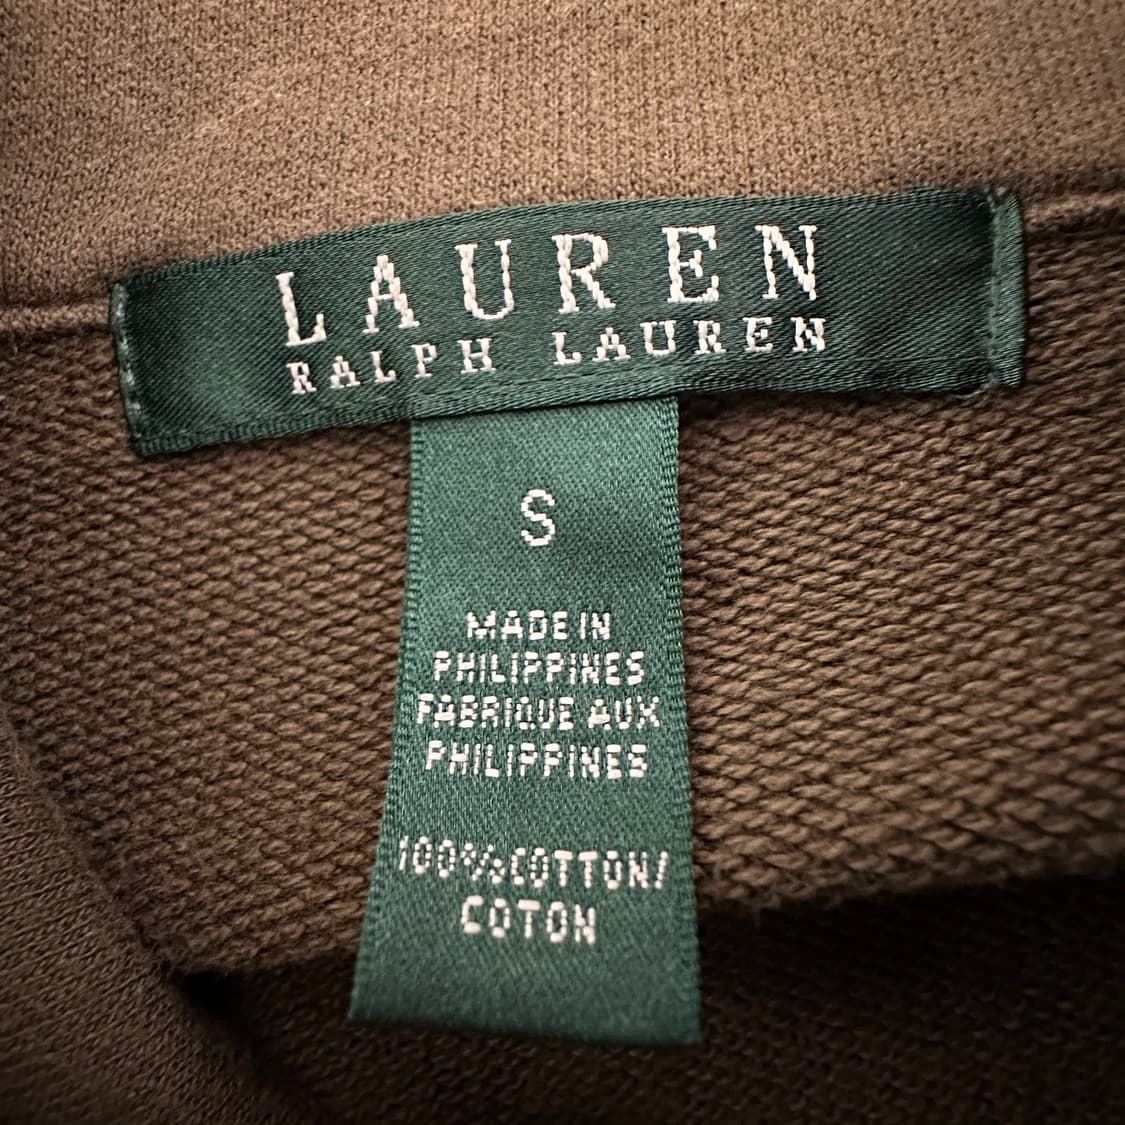 LAUREN
RALPH LAUREN
S
MADE IN
PHILIPPINES
FABRIQUE AUX
PHILIPPINES
100% COTTON/
COTON